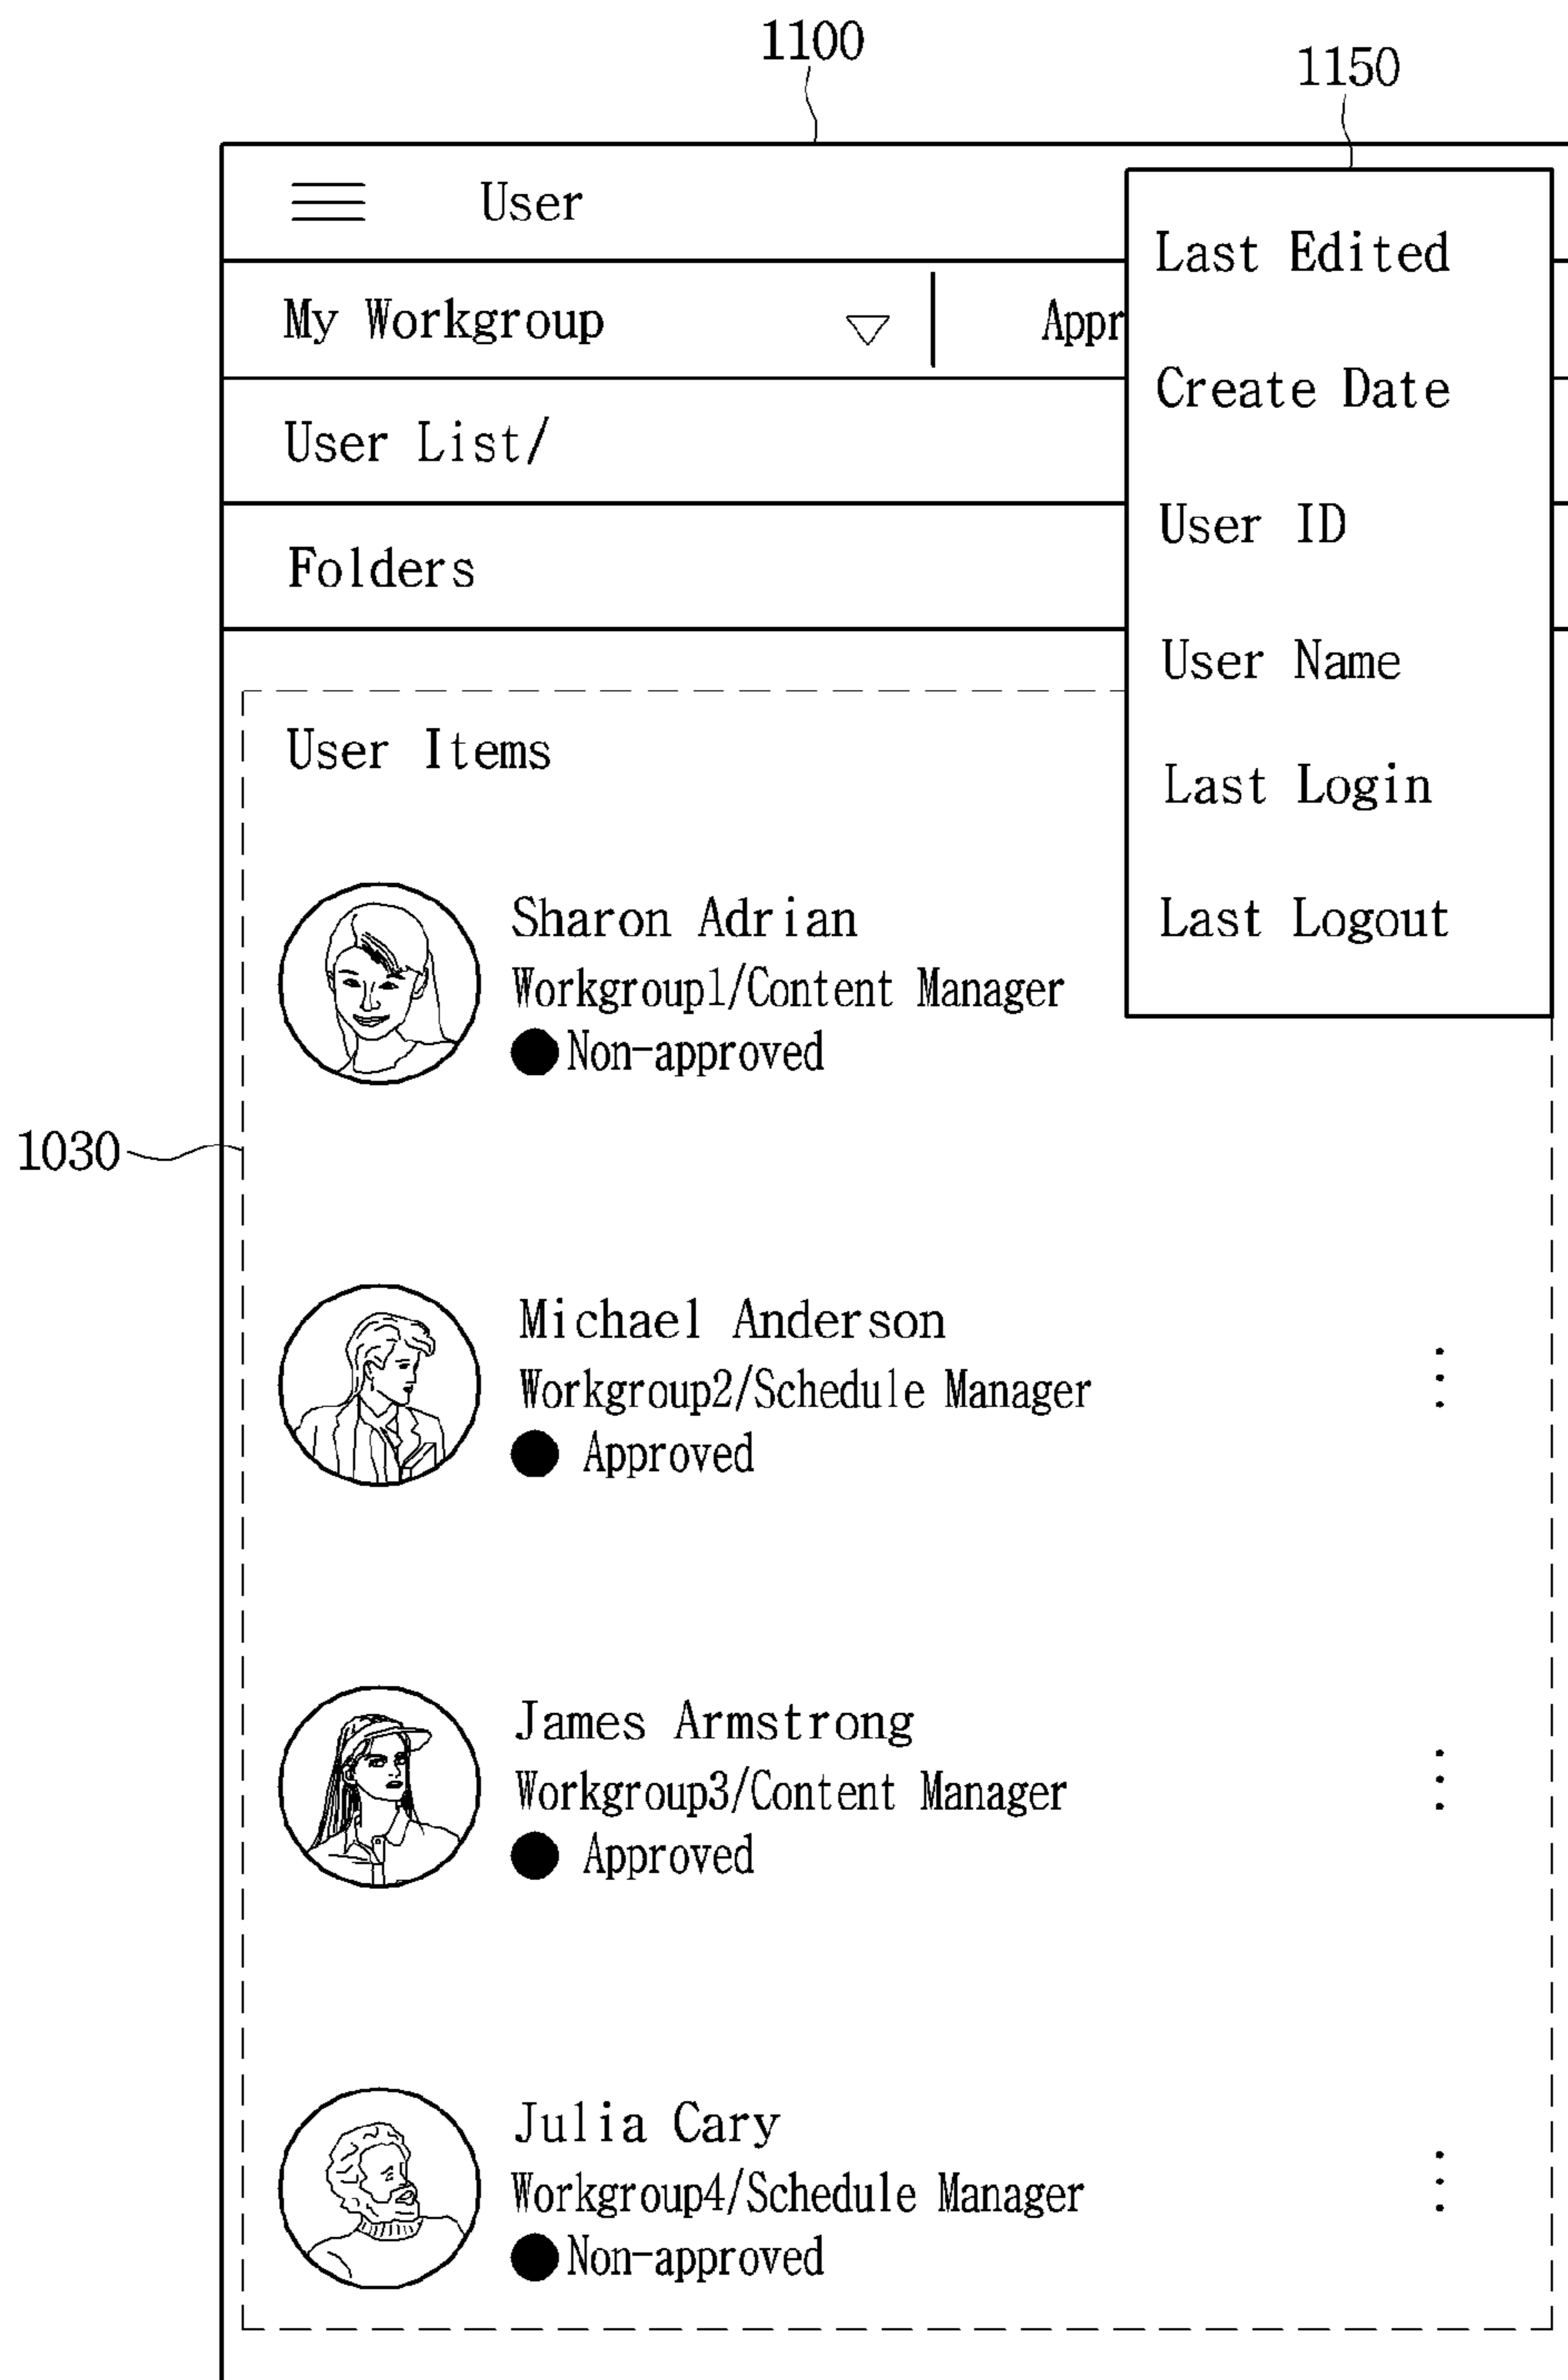 1100
1150
User
My Workgroup
Appr
User List/
Folders
Last Edited
Create Date
User ID
User Name
Last Login
Last Logout
User Items
Sharon Adrian
Workgroup1/Content Manager
Non-approved
1030
Michael Anderson
Workgroup2/Schedule Manager
Approved
James Armstrong
Workgroup3/Content Manager
Approved
Julia Cary
Workgroup4/Schedule Manager
Non-approved